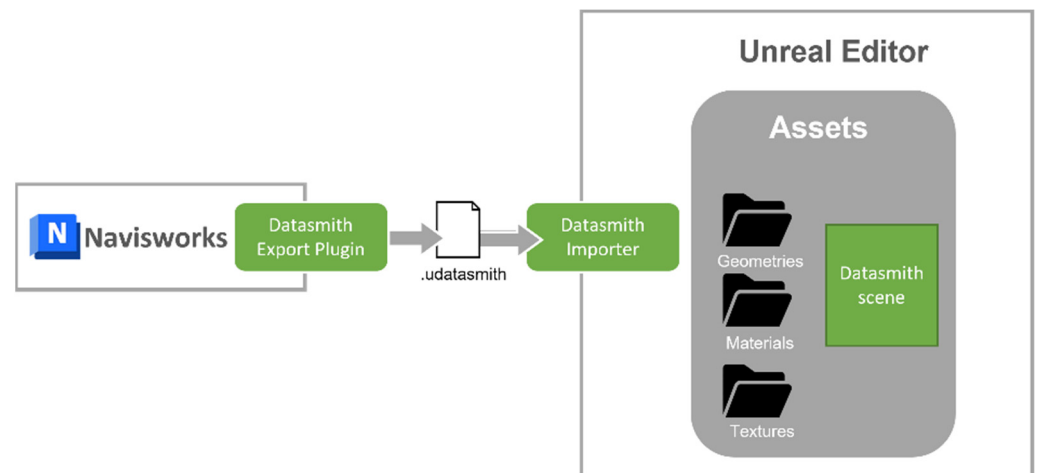 Unreal Editor
Assets
N Navisworks
Datasmith
Export Plugin
.udatasmith
Datasmith
Importer
Geometries
Materials
Textures
Datasmith
scene